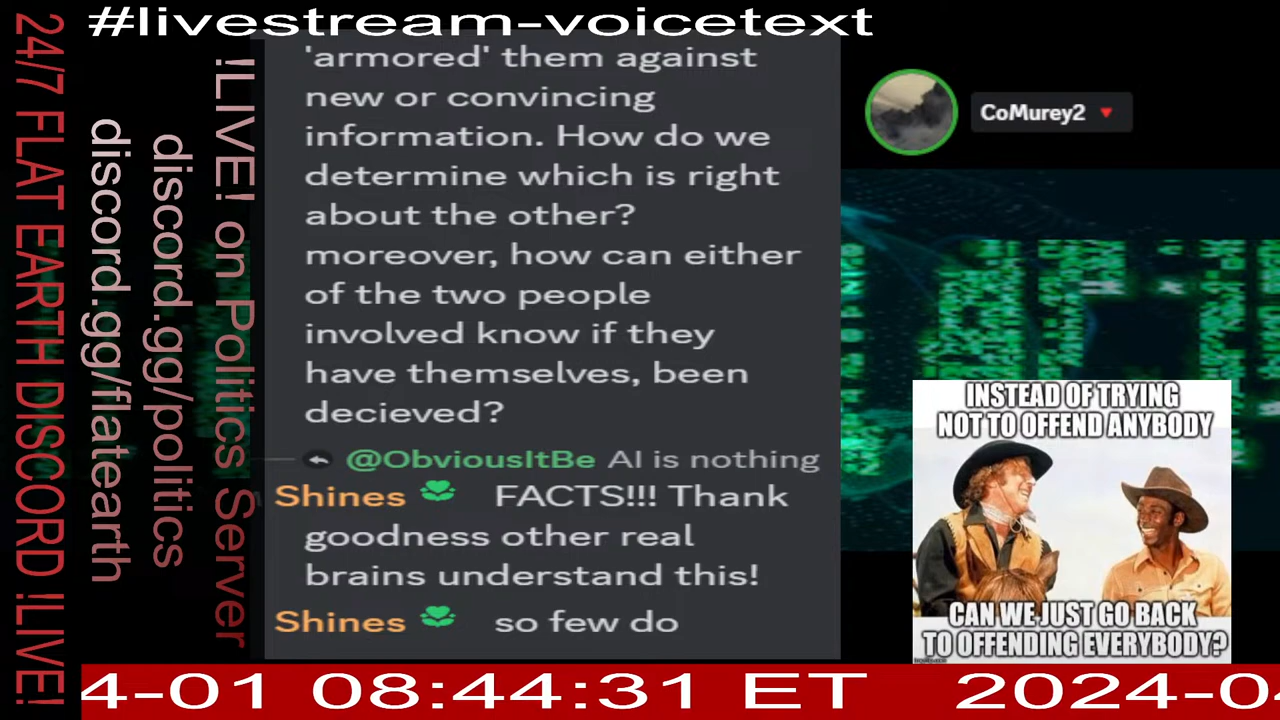 #livestream-voicetext
24/7 FLAT EARTH DISCORD !LIVE!
discord.gg/flatearth
discord.gg/politics
!LIVE! on Politics Server
'armored' them against
new or convincing
information. How do we
determine which is right
about the other?
moreover, how can either
of the two people
involved know if they
have themselves, been
decieved?
@ObviousItBe AI is nothing
Shines FACTS!!! Thank
goodness other real
brains understand this!
Shines so few do
CoMurey2
INSTEAD OF TRYING
NOT TO OFFEND ANYBODY
CAN WE JUST GO BACK
TO OFFENDING EVERYBODY?
4-01 08:44:31 ET 2024-04